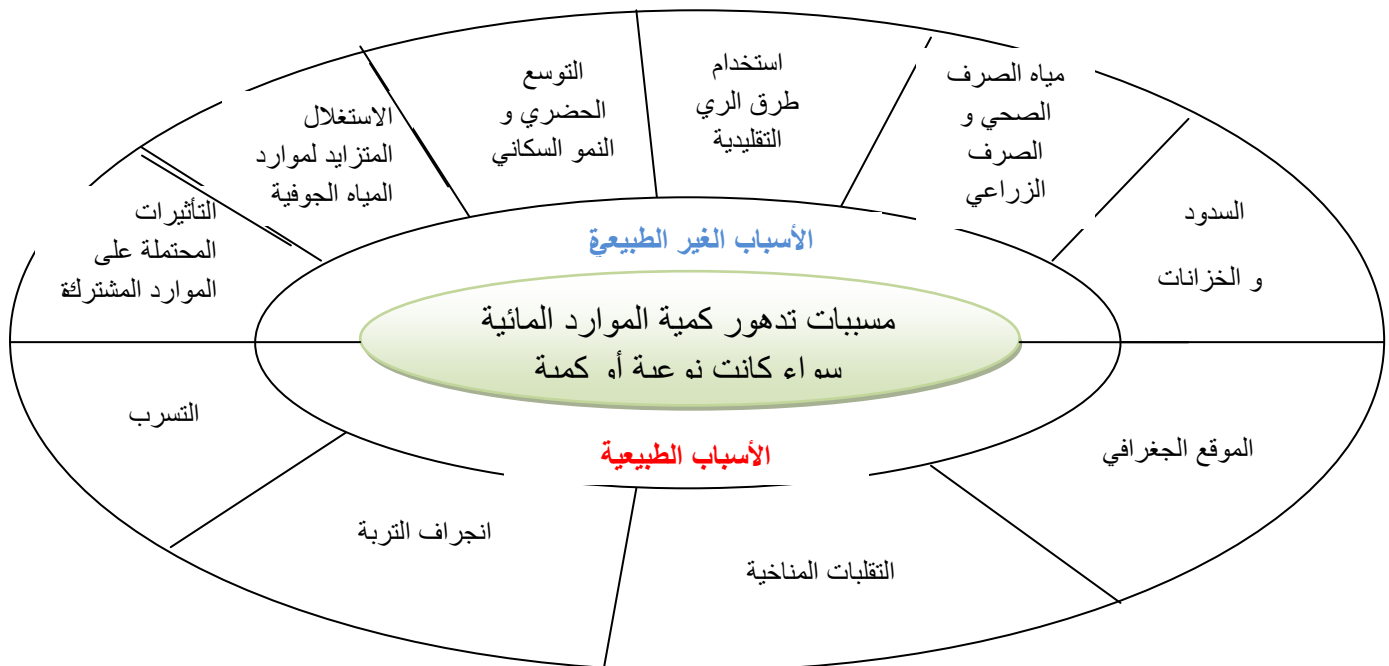 مياه الصرف
الصحي و
الصرف
الزراعي
استخدام
طرق الري
التقليدية
التوسع
الحضري و
النمو السكاني
الاستغلال
المتزايد لموارد
المياه الجوفية
التأثيرات
المحتملة على
الموارد المشتركة
السدود
و الخزانات
الأسباب الغير الطبيعية
مسببات تدهور كمية الموارد المائية
سواء كانت نوعية أو كمية
الأسباب الطبيعية
الموقع الجغرافي
التسرب
انجراف التربة
التقلبات المناخية